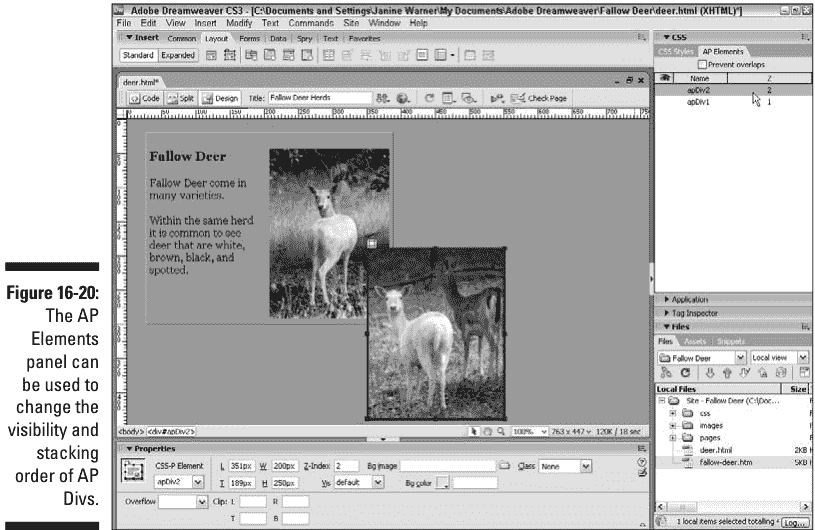 Adobe Dreamweaver CS3 - [C:\Documents and Settings\Janine Warner\My Documents\Adobe Dreamweaver\Fallow Deer\deer.html (XHTML)*]
File Edit View Insert Modify Text Commands Site Window Help
Insert Common Layout Forms Data Spry Text Favorites
Standard Expanded
deer.html*
Code Split Design Title: Fallow Deer Herds Check Page
Fallow Deer
Fallow Deer come in
many varieties.
Within the same herd
it is common to see
deer that are white,
brown, black, and
spotted.
<body> <div#apDiv2>
100% 763 x 447 120K / 18 sec
Properties
CSS-P Element L 351px W 200px Z-Index 2 Bg image Class None
apDiv2 T 189px H 250px Vis default Bg color
Overflow Clip: L R
T B
CSS
CSS Styles AP Elements
Prevent overlaps
Name Z
apDiv2 2
apDiv1 1
Application
Tag Inspector
Files
Files Assets Snippets
Fallow Deer Local view
Local Files Size
Site - Fallow Deer (C:\Doc...
css
images
pages
deer.html 2KB
fallow-deer.htm 5KB
1 local items selected totalling Log...
Figure 16-20:
The AP
Elements
panel can
be used to
change the
visibility and
stacking
order of AP
Divs.